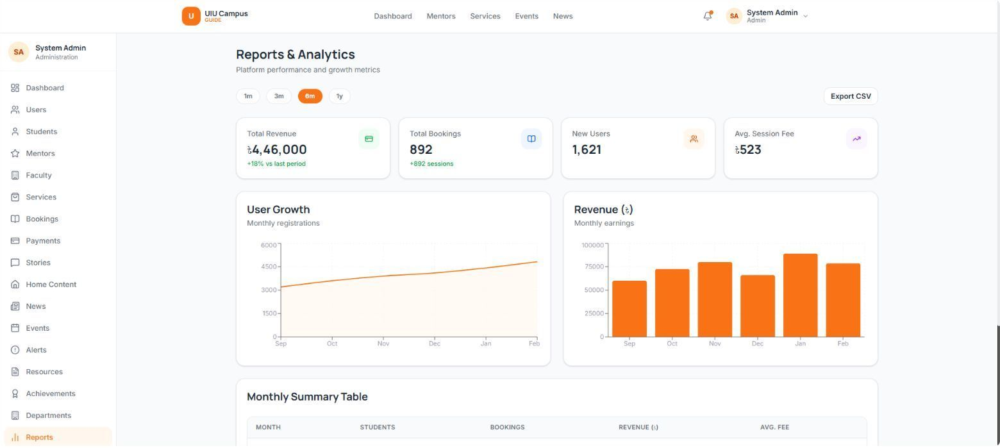 U
UIU Campus
GUIDE
Dashboard
Mentors
Services
Events
News
SA
System Admin
Admin
SA
System Admin
Administration
Dashboard
Users
Students
Mentors
Faculty
Services
Bookings
Payments
Stories
Home Content
News
Events
Alerts
Resources
Achievements
Departments
Reports
Reports & Analytics
Platform performance and growth metrics
1m
3m
6m
1y
Export CSV
Total Revenue
৳4,46,000
+18% vs last period
Total Bookings
892
+892 sessions
New Users
1,621
Avg. Session Fee
৳523
User Growth
Monthly registrations
6000
4500
3000
1500
0
Sep
Oct
Nov
Dec
Jan
Feb
Revenue (৳)
Monthly earnings
100000
75000
50000
25000
0
Sep
Oct
Nov
Dec
Jan
Feb
Monthly Summary Table
MONTH
STUDENTS
BOOKINGS
REVENUE (৳)
AVG. FEE